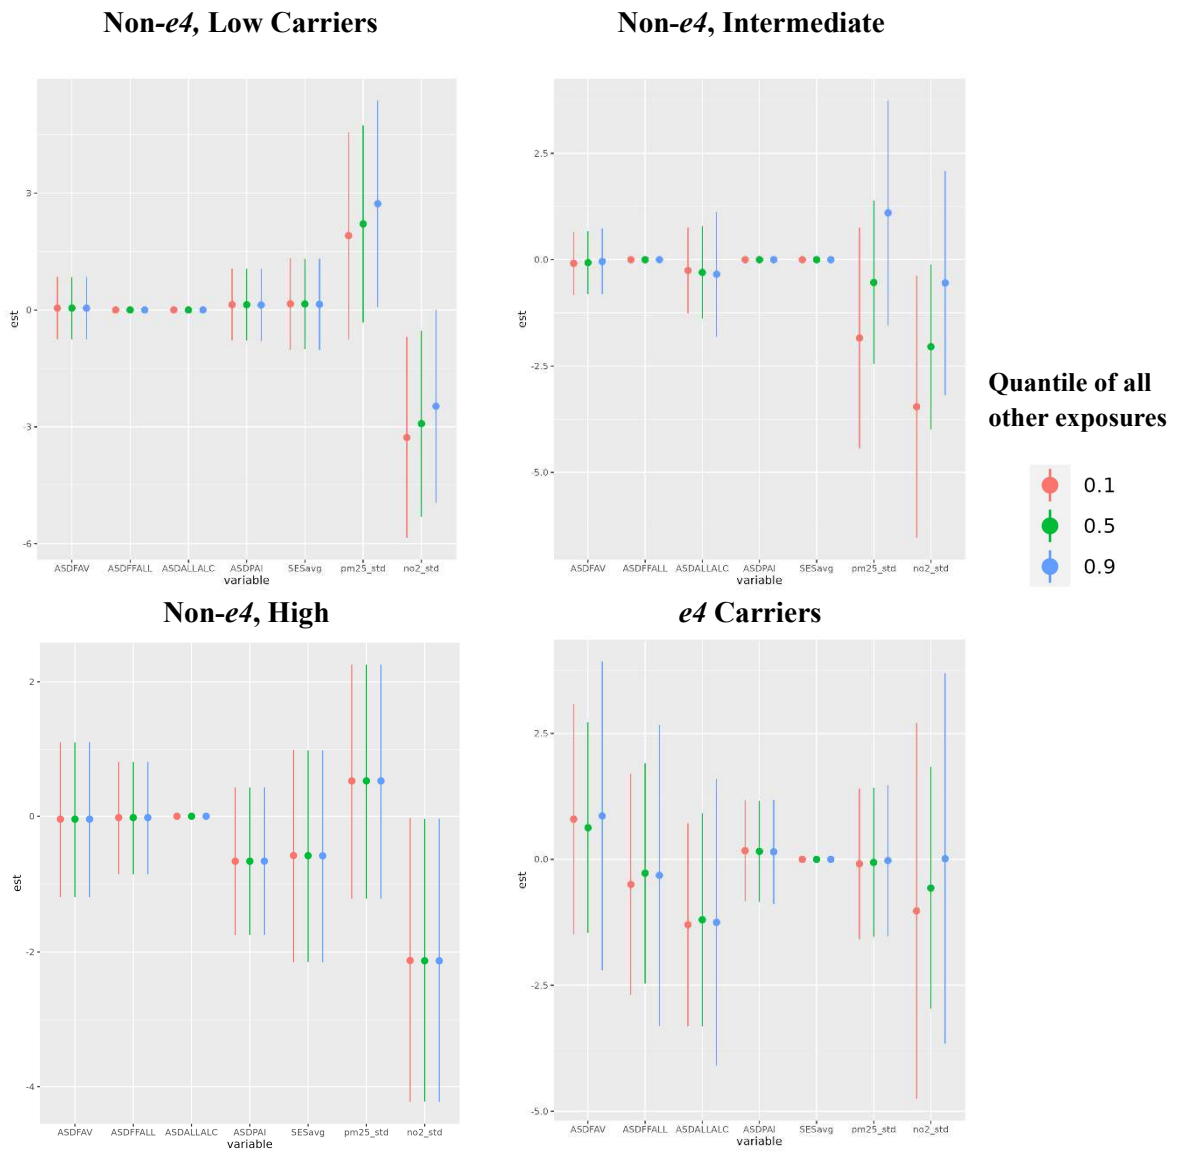 Non-e4, Low Carriers
3
0
-3
-6
est
ASDFAV ASDFFALL ASDALLALC ASDPAI SESavg pm25_std no2_std
variable
Non-e4, Intermediate
2.5
0.0
-2.5
-5.0
est
ASDFAV ASDFFALL ASDALLALC ASDPAI SESavg pm25_std no2_std
variable
Quantile of all
other exposures
0.1
0.5
0.9
Non-e4, High
2
0
-2
-4
est
ASDFAV ASDFFALL ASDALLALC ASDPAI SESavg pm25_std no2_std
variable
e4 Carriers
2.5
0.0
-2.5
-5.0
est
ASDFAV ASDFFALL ASDALLALC ASDPAI SESavg pm25_std no2_std
variable